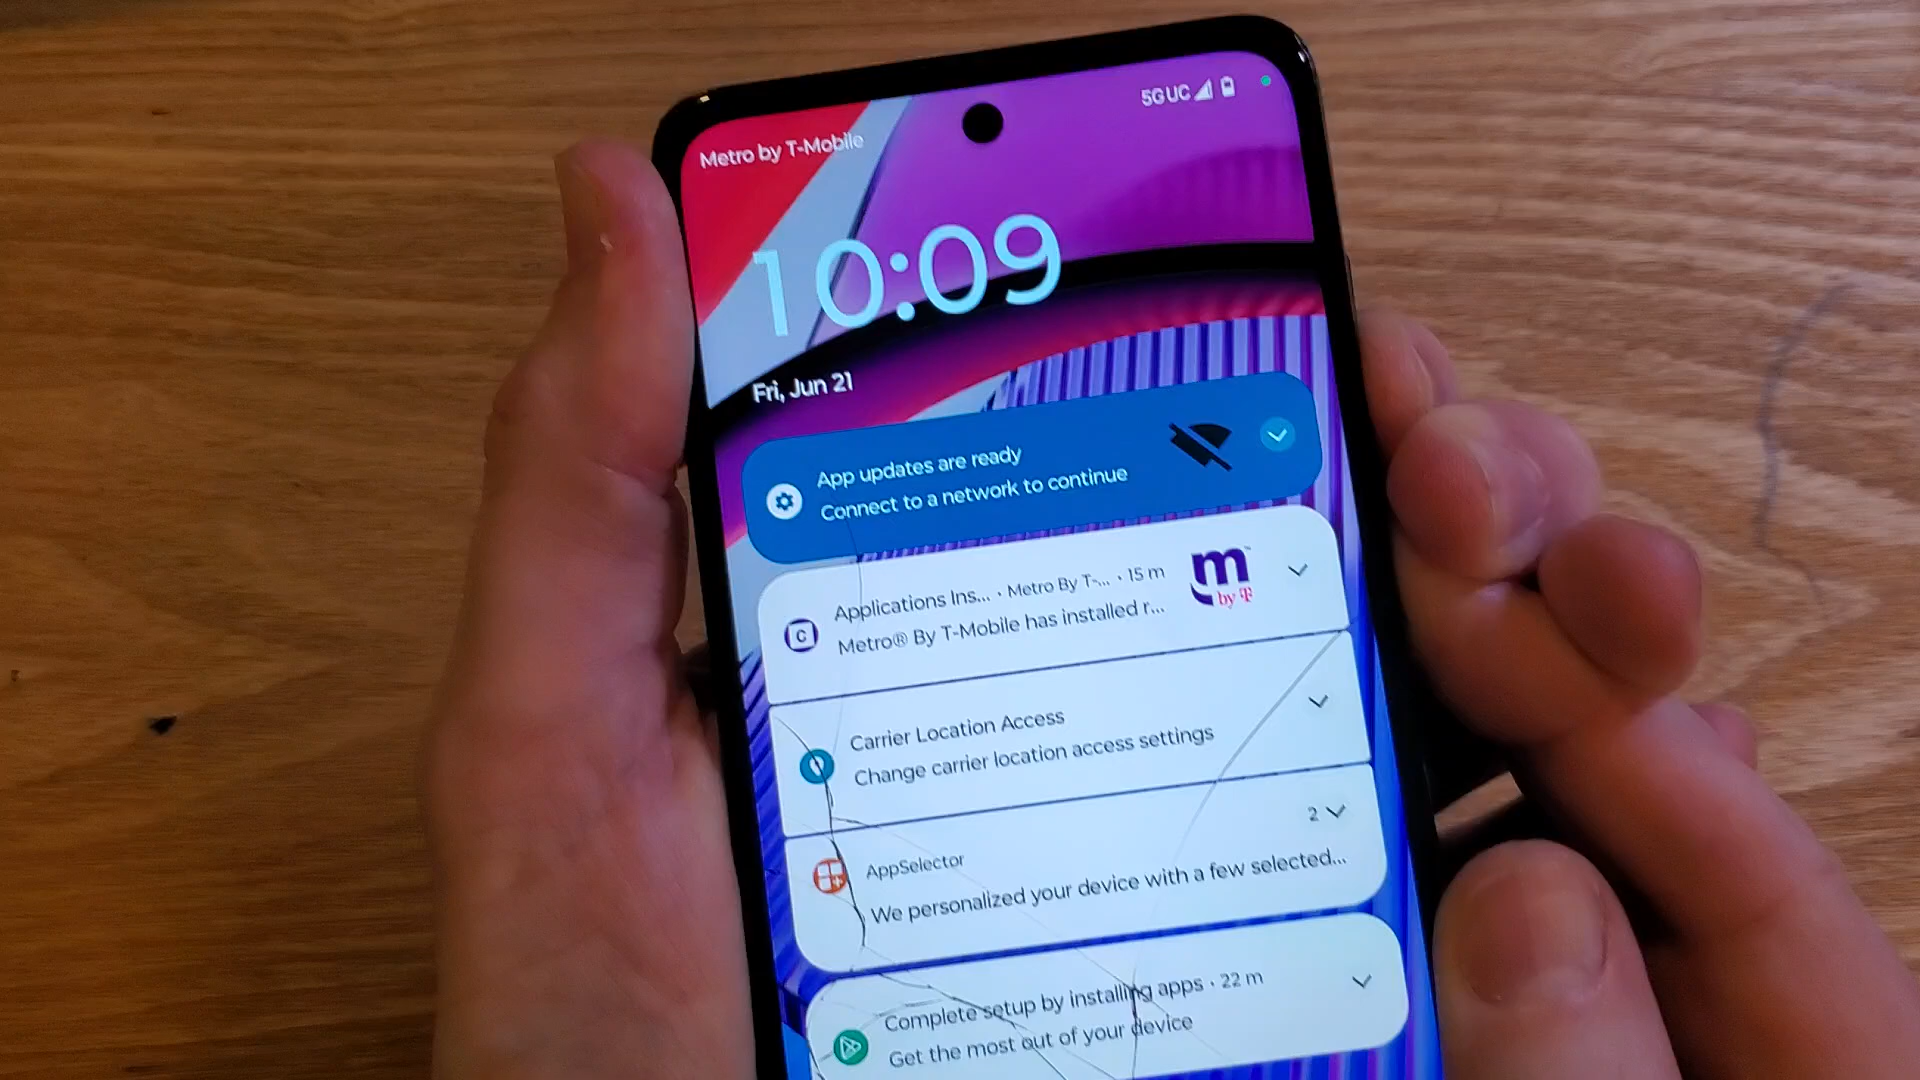 Metro by T-Mobile
5G UC
10:09
Fri, Jun 21
App updates are ready
Connect to a network to continue
Applications Ins... · Metro By T-... · 15 m
Metro® By T-Mobile has installed r...
m
by T
C
Carrier Location Access
Change carrier location access settings
2
AppSelector
We personalized your device with a few selected...
Complete setup by installing apps · 22 m
Get the most out of your device